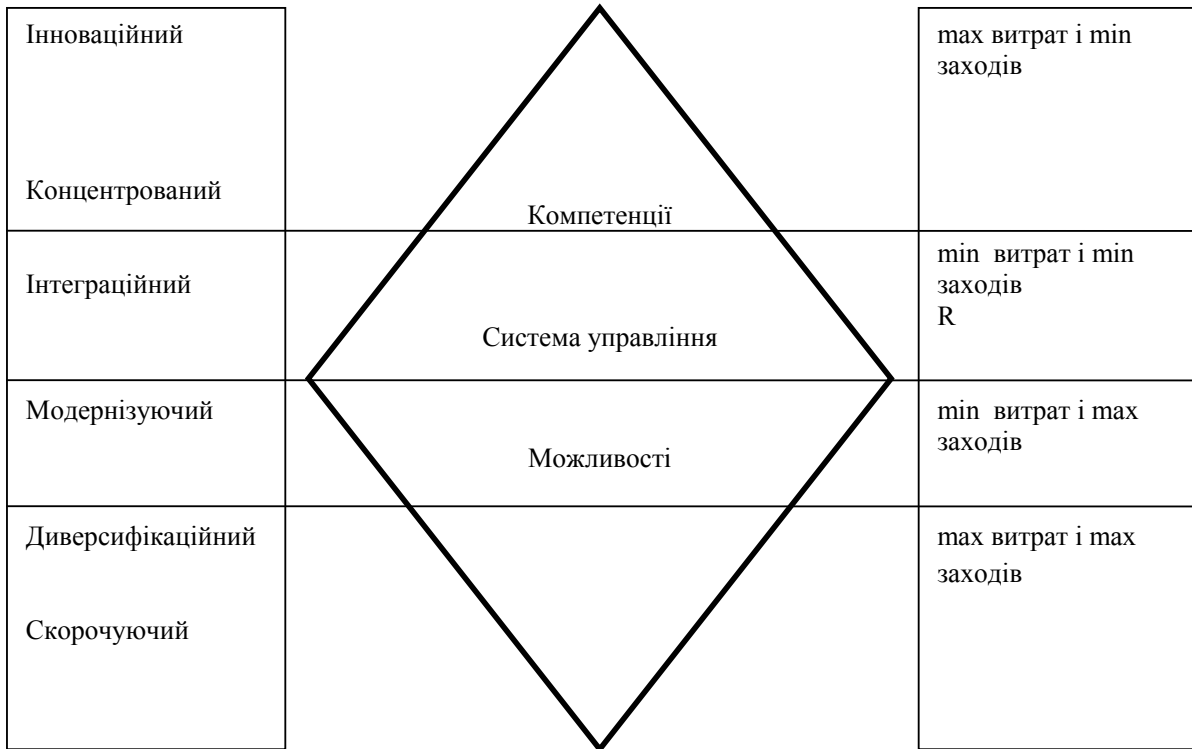 Інноваційний
Концентрований
Компетенції
max витрат і min
заходів
Інтеграційний
Система управління
min витрат і min
заходів
R
Модернізуючий
Можливості
min витрат і max
заходів
Диверсифікаційний
Скорочуючий
max витрат і max
заходів